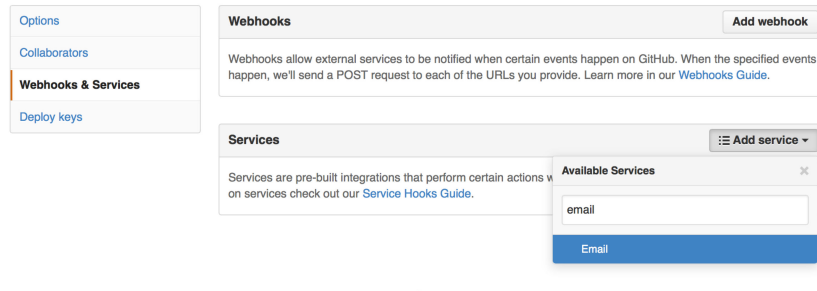 Options
Collaborators
Webhooks & Services
Deploy keys
Webhooks
Add webhook
Webhooks allow external services to be notified when certain events happen on GitHub. When the specified events
happen, we'll send a POST request to each of the URLs you provide. Learn more in our Webhooks Guide.
Services
Add service
Services are pre-built integrations that perform certain actions
on services check out our Service Hooks Guide.
Available Services
email
Email